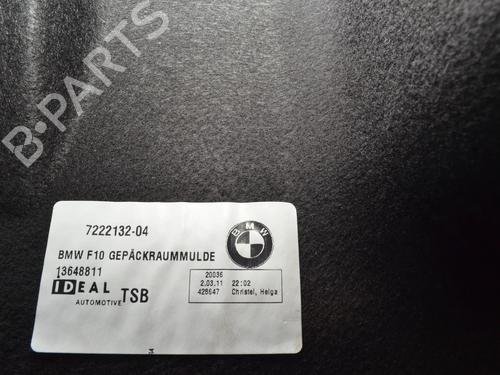 B-PARTS
7222132-04
BMW
BMW F10 GEPÄCKRAUMMULDE
13648811
IDEAL
AUTOMOTIVE
TSB
20036
2.03.11 22:02
426647 Christel, Helga